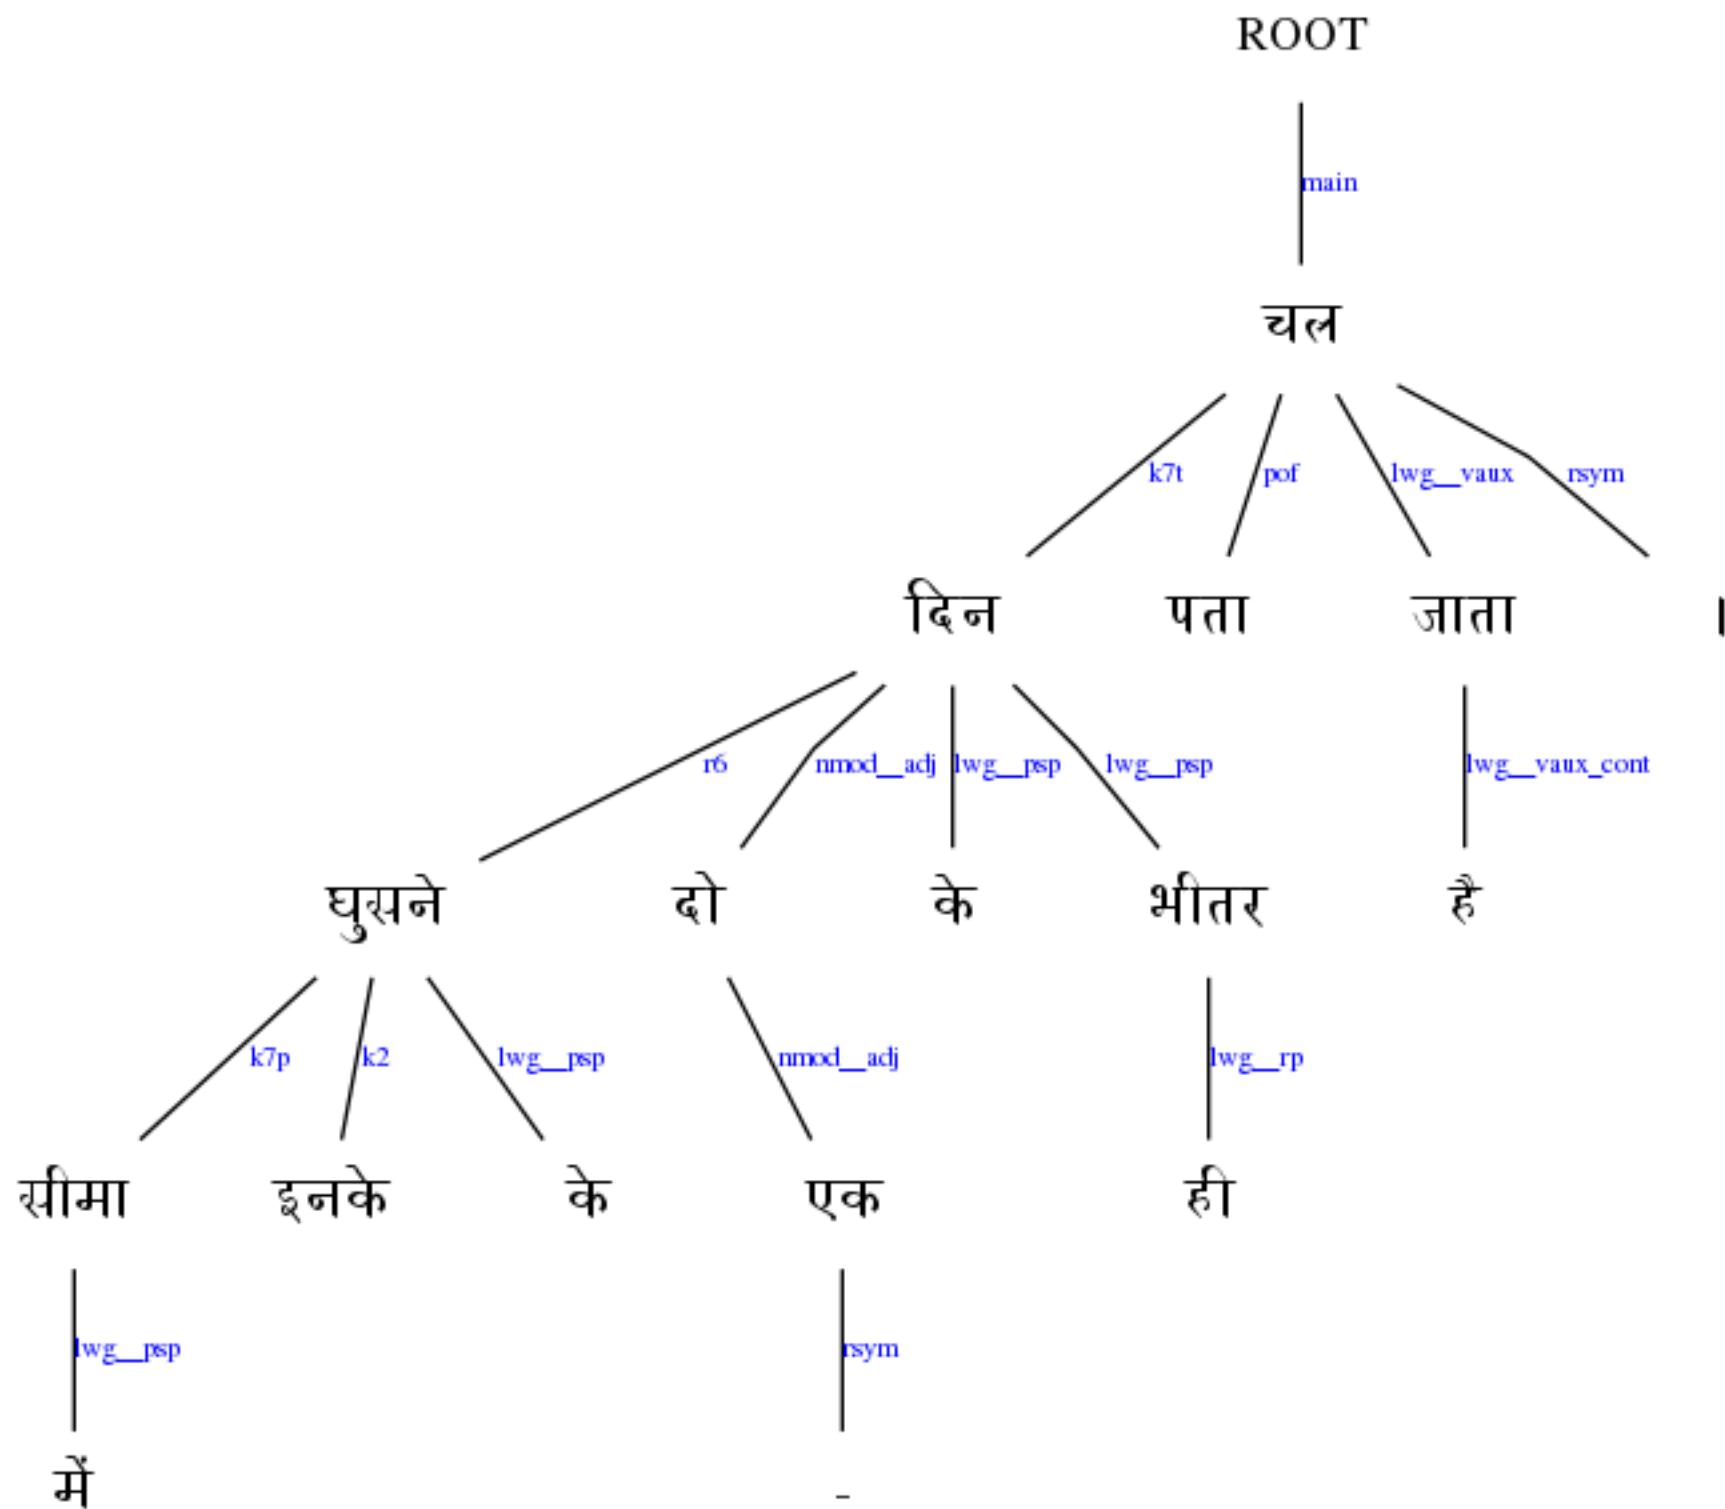 ROOT
main
चल
k7t pof lwg__vaux rsym
दिन पता जाता ।
r6 nmod__adj lwg__psp lwg__psp lwg__vaux_cont
घुसने दो के भीतर है
k7p k2 lwg__psp nmod__adj lwg__rp
सीमा इनके के एक ही
lwg__psp rsym
में -